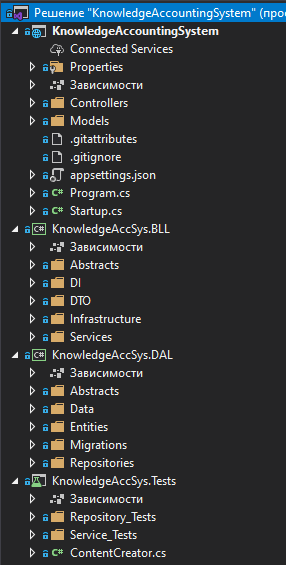 Решение "KnowledgeAccountingSystem" (прое
KnowledgeAccountingSystem
Connected Services
Properties
Зависимости
Controllers
Models
.gitattributes
.gitignore
appsettings.json
C# Program.cs
C# Startup.cs
C# KnowledgeAccSys.BLL
Зависимости
Abstracts
DI
DTO
Infrastructure
Services
C# KnowledgeAccSys.DAL
Зависимости
Abstracts
Data
Entities
Migrations
Repositories
KnowledgeAccSys.Tests
Зависимости
Repository_Tests
Service_Tests
C# ContentCreator.cs